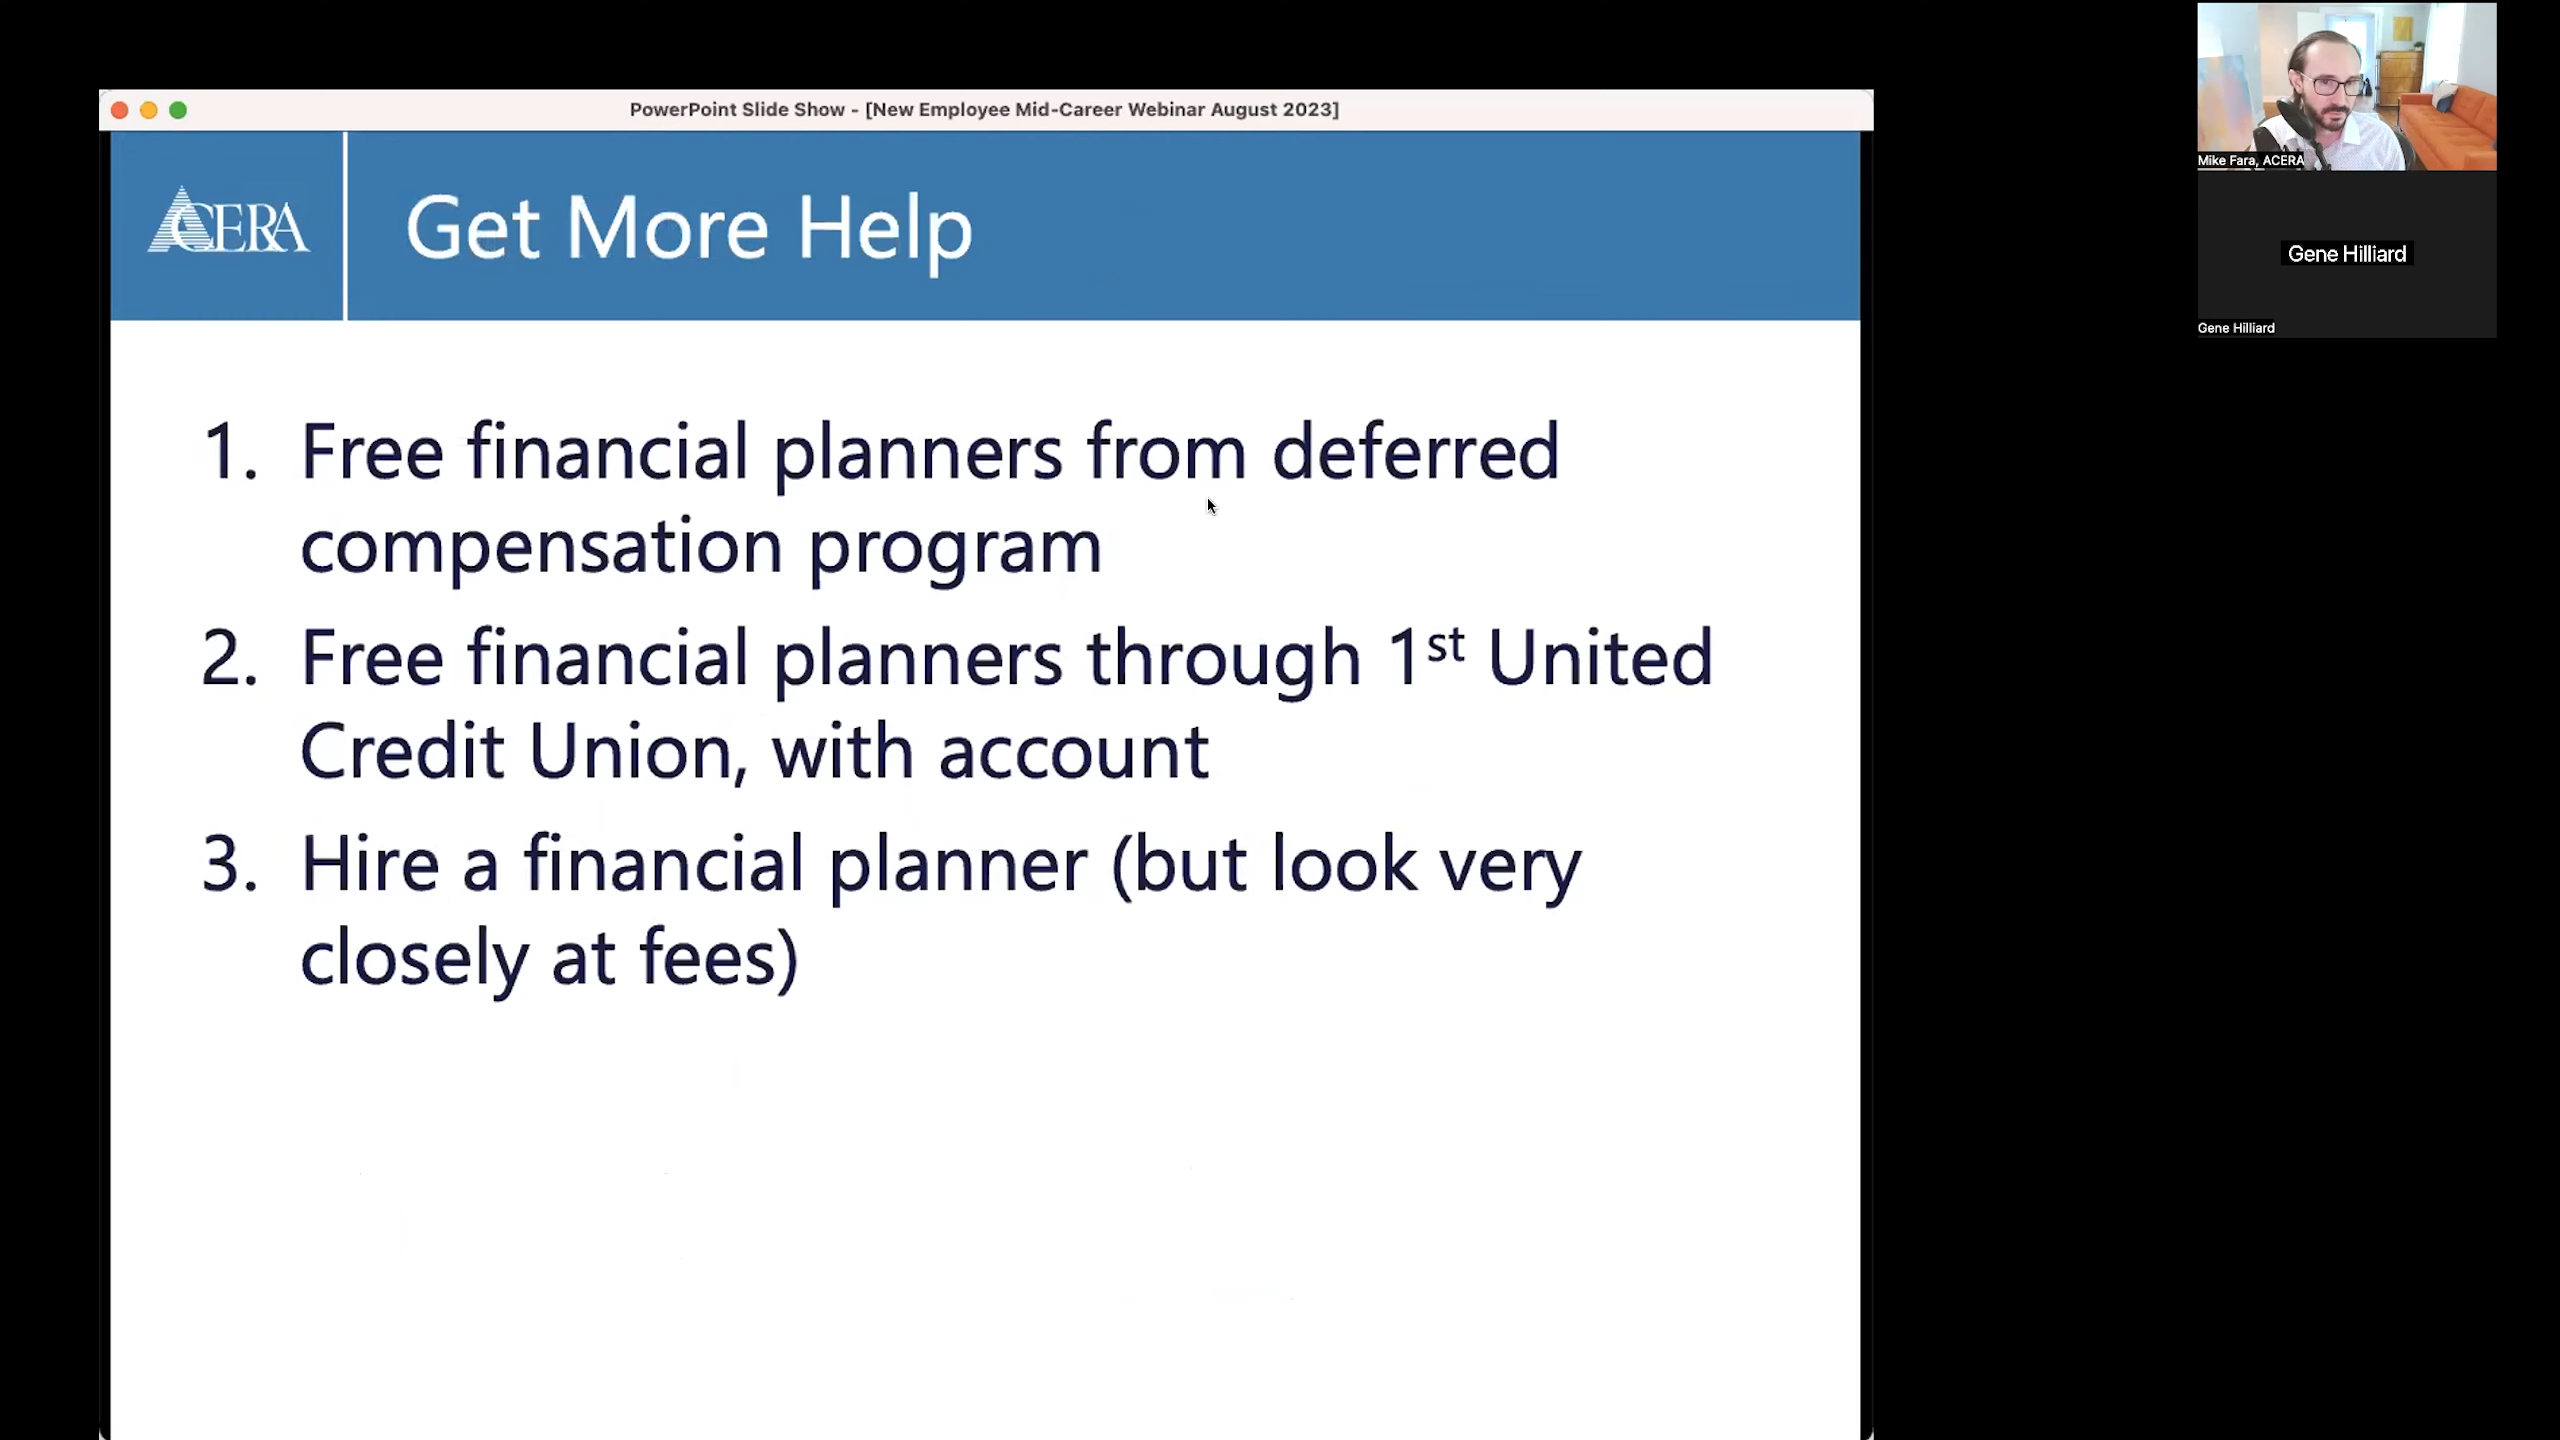 PowerPoint Slide Show - [New Employee Mid-Career Webinar August 2023]
ACERA
Get More Help
1. Free financial planners from deferred
compensation program
2. Free financial planners through 1st United
Credit Union, with account
3. Hire a financial planner (but look very
closely at fees)
Mike Fara, ACERA
Gene Hilliard
Gene Hilliard